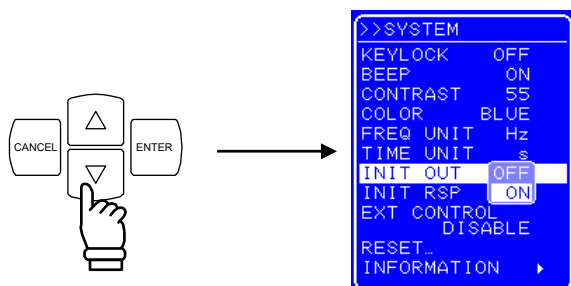 CANCEL
ENTER
>>SYSTEM
KEYLOCK OFF
BEEP ON
CONTRAST 55
COLOR BLUE
FREQ UNIT Hz
TIME UNIT s
INIT OUT OFF
INIT RSP ON
EXT CONTROL
DISABLE
RESET…
INFORMATION